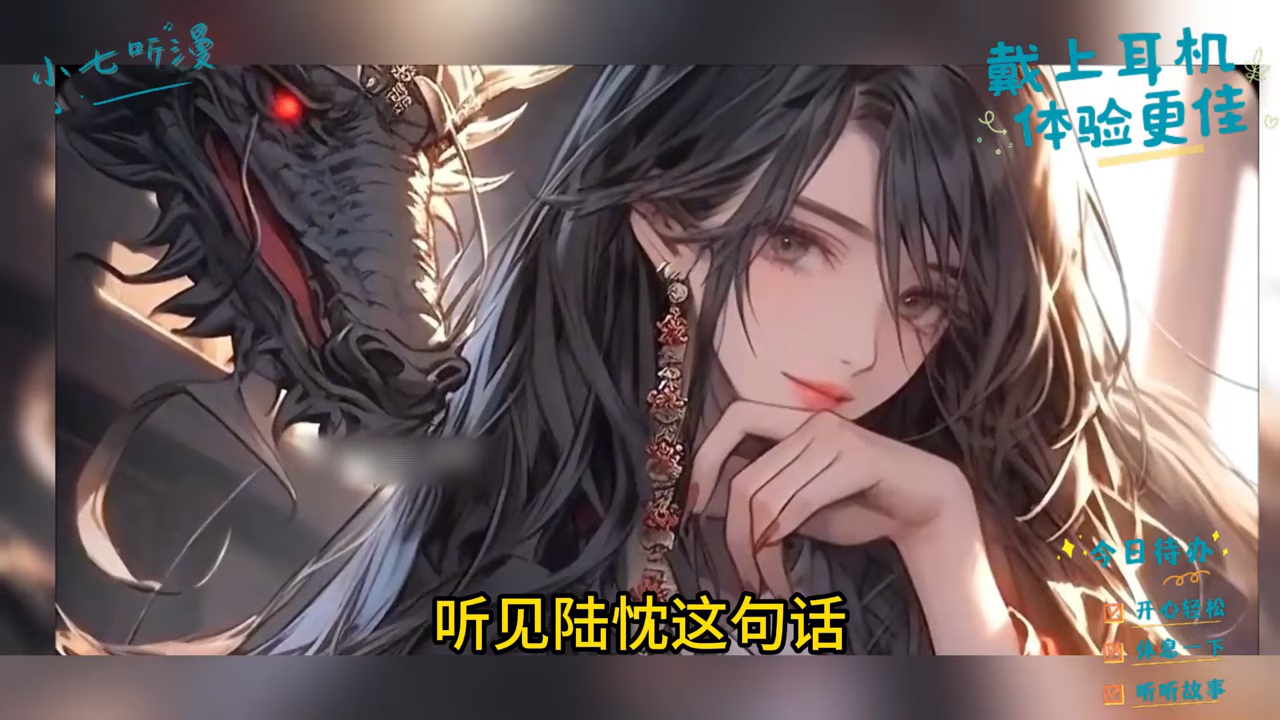 小七听漫
戴上耳机
体验更佳
今日待办
开心轻松
休息一下
听听故事
听见陆忱这句话